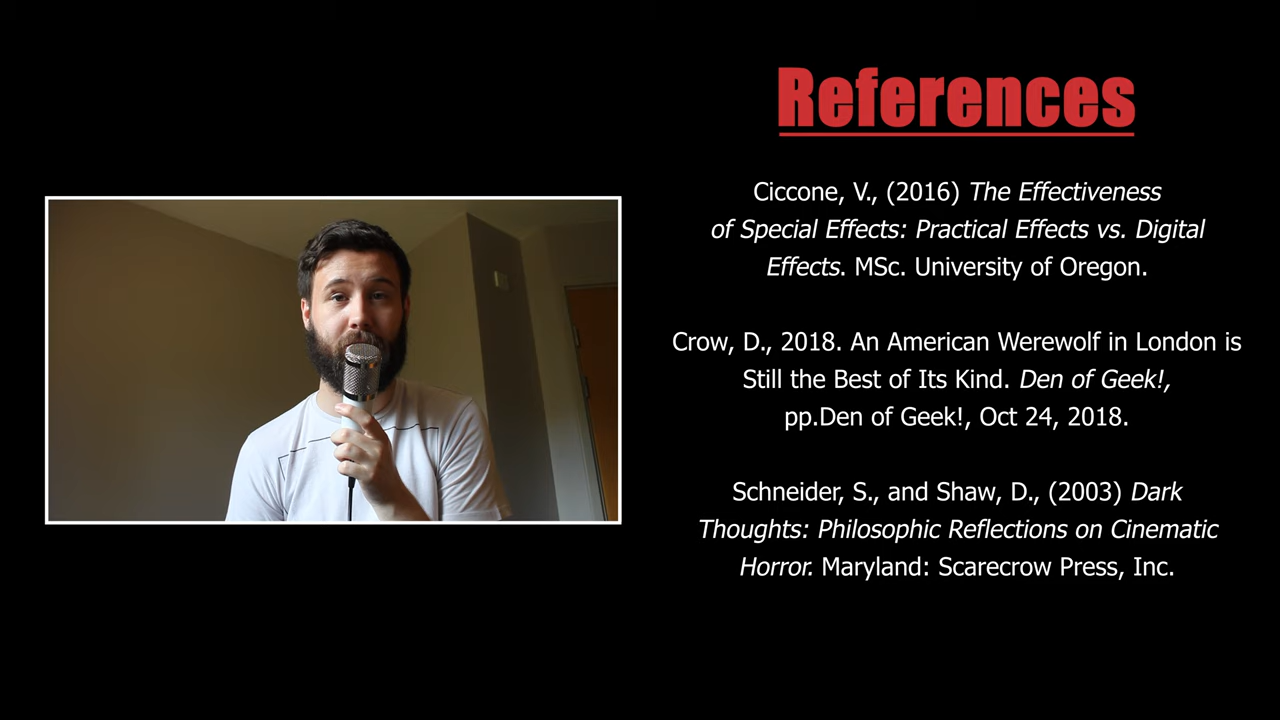 References
Ciccone, V., (2016) The Effectiveness
of Special Effects: Practical Effects vs. Digital
Effects. MSc. University of Oregon.
Crow, D., 2018. An American Werewolf in London is
Still the Best of Its Kind. Den of Geek!,
pp.Den of Geek!, Oct 24, 2018.
Schneider, S., and Shaw, D., (2003) Dark
Thoughts: Philosophic Reflections on Cinematic
Horror. Maryland: Scarecrow Press, Inc.